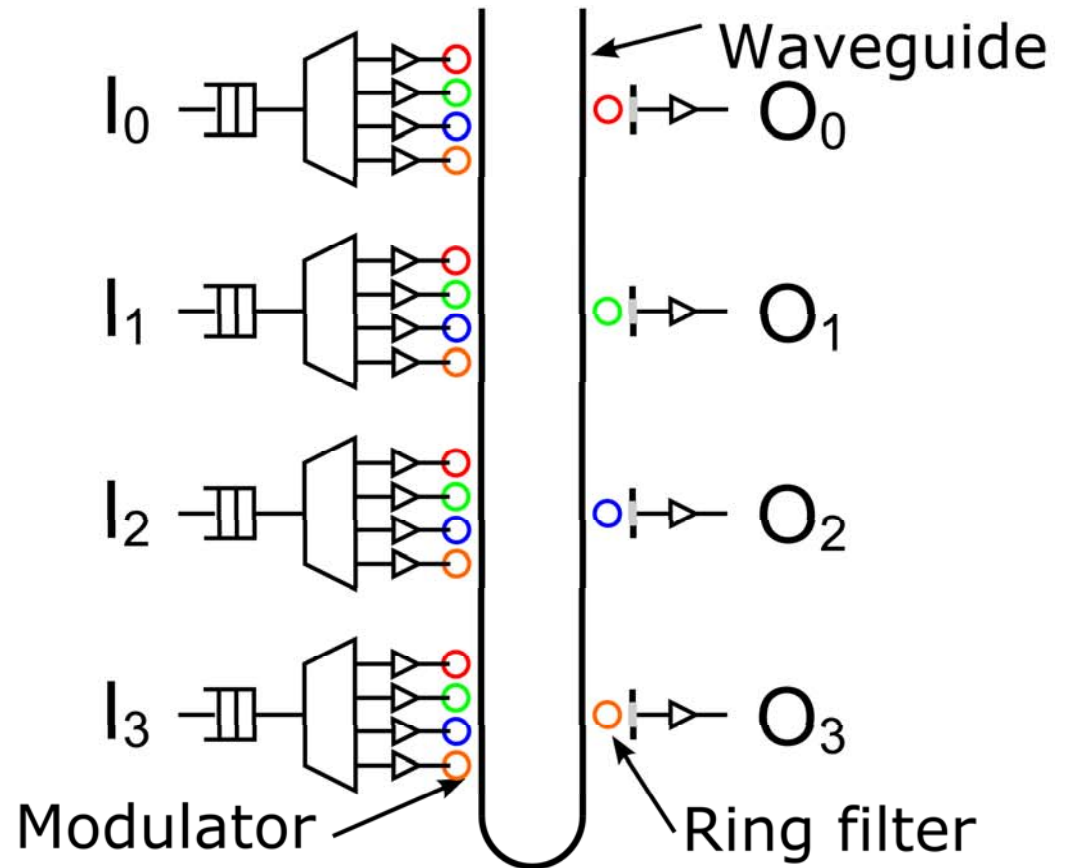 Waveguide
I0
O0
I1
O1
I2
O2
I3
O3
Modulator
Ring filter